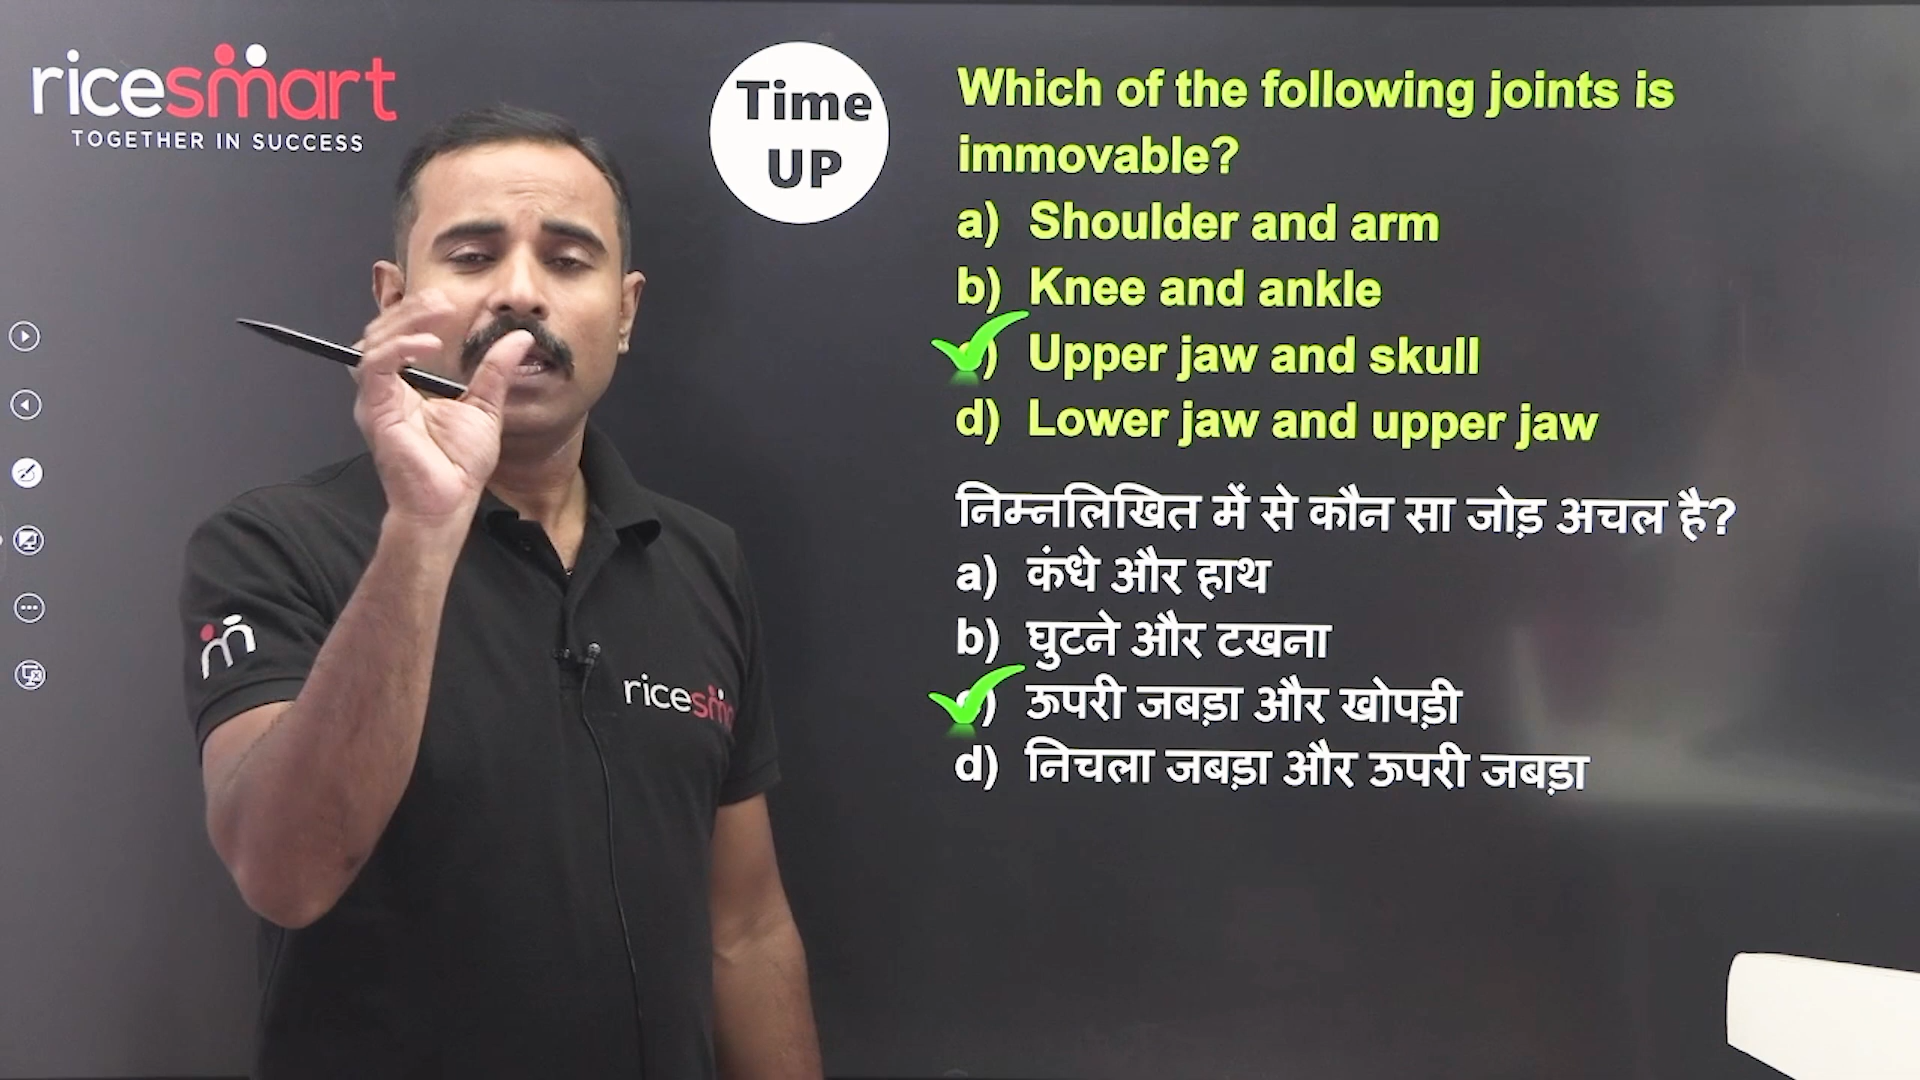 ricesmart
TOGETHER IN SUCCESS
Time
UP
Which of the following joints is
immovable?
a) Shoulder and arm
b) Knee and ankle
c) Upper jaw and skull
d) Lower jaw and upper jaw
निम्नलिखित में से कौन सा जोड़ अचल है?
a) कंधे और हाथ
b) घुटने और टखना
c) ऊपरी जबड़ा और खोपड़ी
d) निचला जबड़ा और ऊपरी जबड़ा
m
ricesm